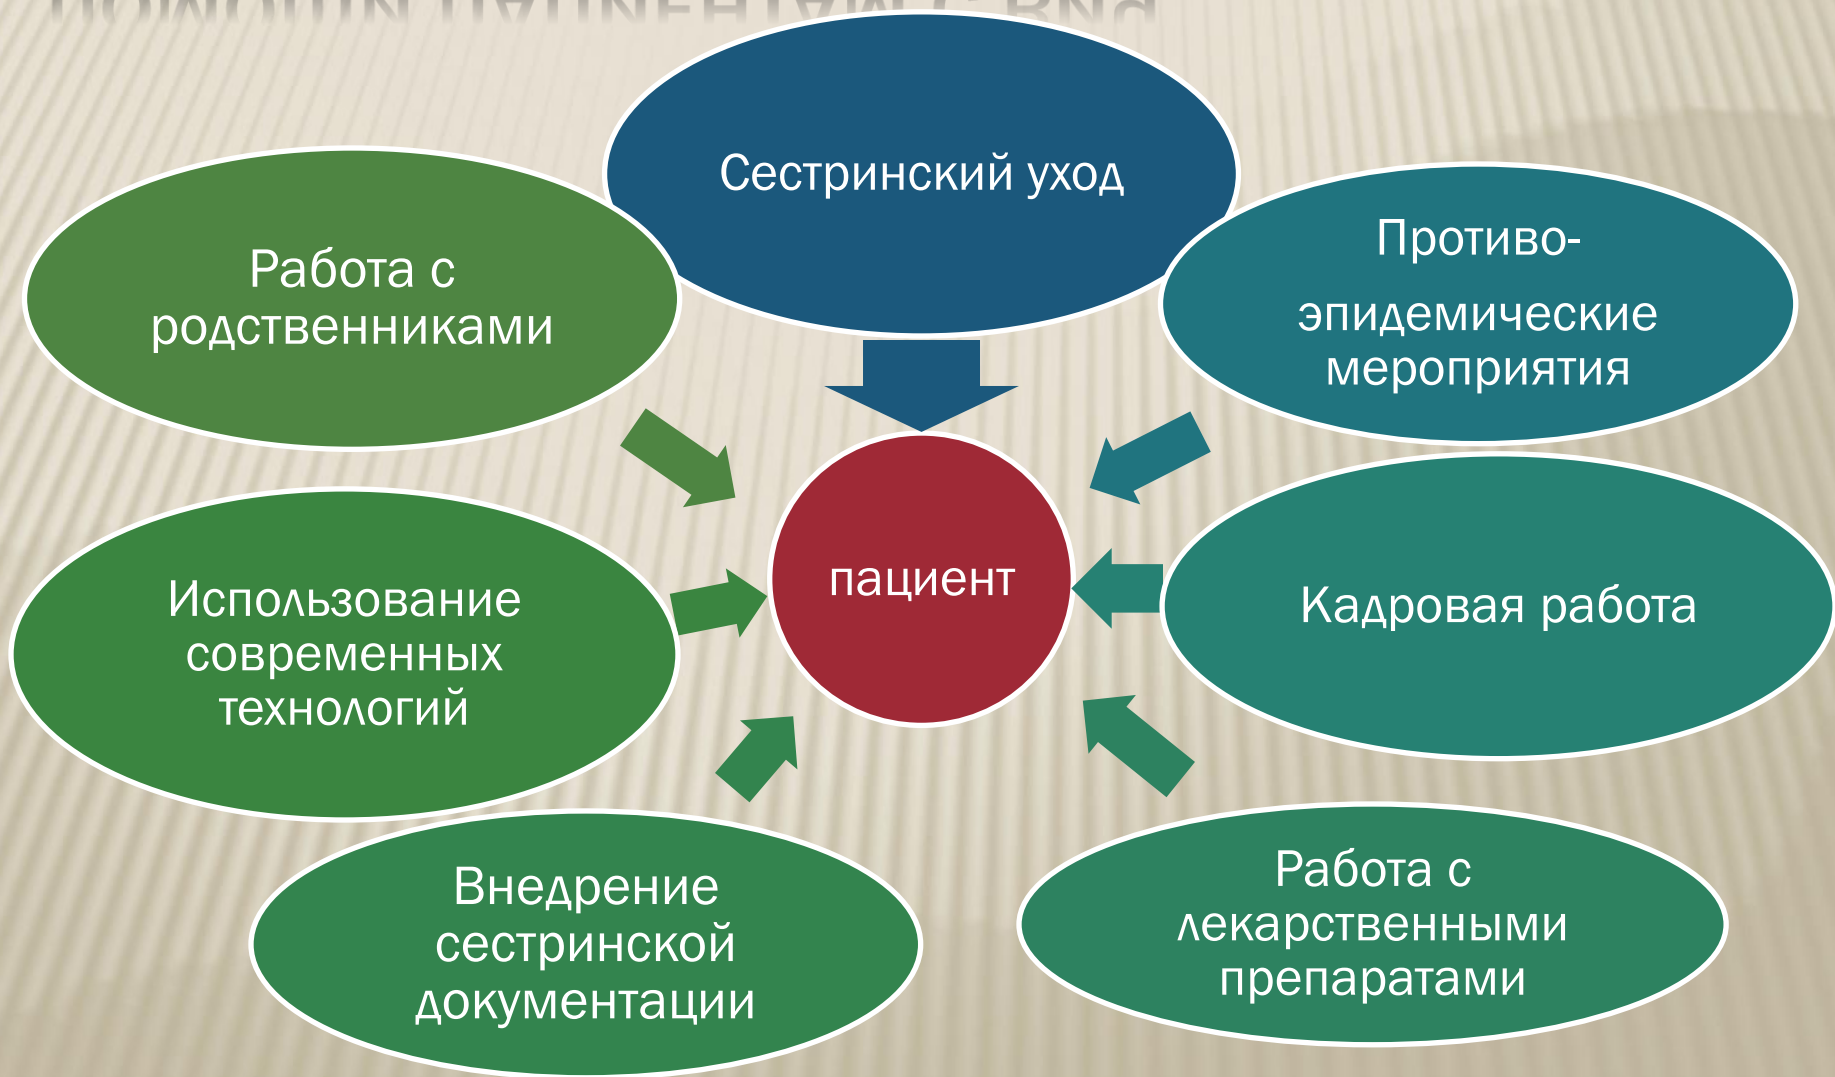 Сестринский уход
Работа с
родственниками
Противо-
эпидемические
мероприятия
пациент
Использование
современных
технологий
Кадровая работа
Внедрение
сестринской
документации
Работа с
лекарственными
препаратами